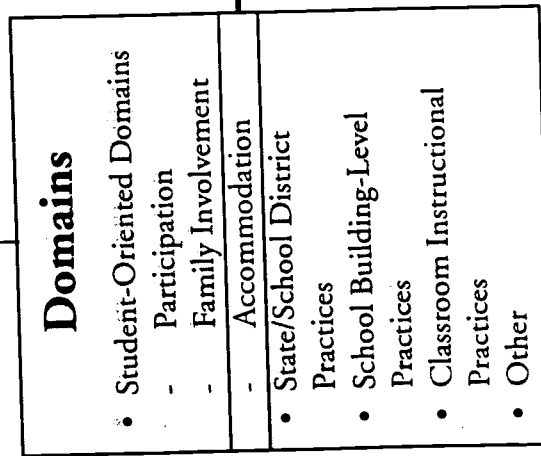 Domains
• Student-Oriented Domains
- Participation
- Family Involvement
- Accommodation
• State/School District
Practices
• School Building-Level
Practices
• Classroom Instructional
Practices
• Other